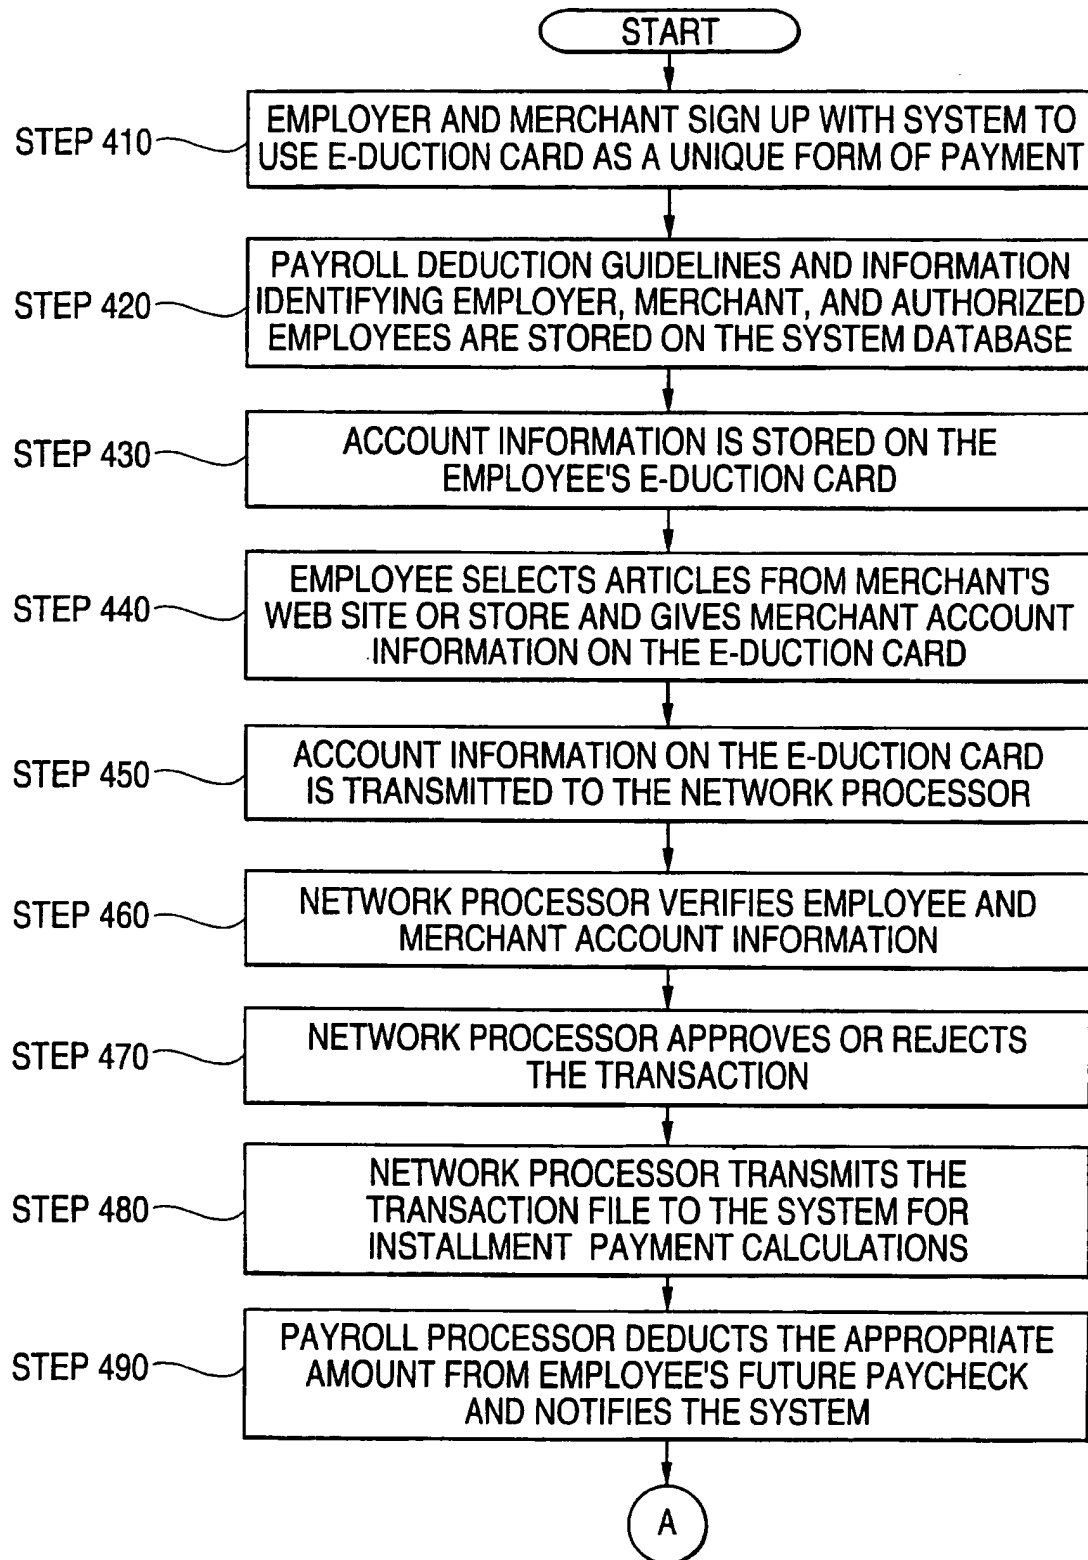 START
STEP 410
EMPLOYER AND MERCHANT SIGN UP WITH SYSTEM TO
USE E-DUCTION CARD AS A UNIQUE FORM OF PAYMENT
STEP 420
PAYROLL DEDUCTION GUIDELINES AND INFORMATION
IDENTIFYING EMPLOYER, MERCHANT, AND AUTHORIZED
EMPLOYEES ARE STORED ON THE SYSTEM DATABASE
STEP 430
ACCOUNT INFORMATION IS STORED ON THE
EMPLOYEE'S E-DUCTION CARD
STEP 440
EMPLOYEE SELECTS ARTICLES FROM MERCHANT'S
WEB SITE OR STORE AND GIVES MERCHANT ACCOUNT
INFORMATION ON THE E-DUCTION CARD
STEP 450
ACCOUNT INFORMATION ON THE E-DUCTION CARD
IS TRANSMITTED TO THE NETWORK PROCESSOR
STEP 460
NETWORK PROCESSOR VERIFIES EMPLOYEE AND
MERCHANT ACCOUNT INFORMATION
STEP 470
NETWORK PROCESSOR APPROVES OR REJECTS
THE TRANSACTION
STEP 480
NETWORK PROCESSOR TRANSMITS THE
TRANSACTION FILE TO THE SYSTEM FOR
INSTALLMENT PAYMENT CALCULATIONS
STEP 490
PAYROLL PROCESSOR DEDUCTS THE APPROPRIATE
AMOUNT FROM EMPLOYEE'S FUTURE PAYCHECK
AND NOTIFIES THE SYSTEM
A